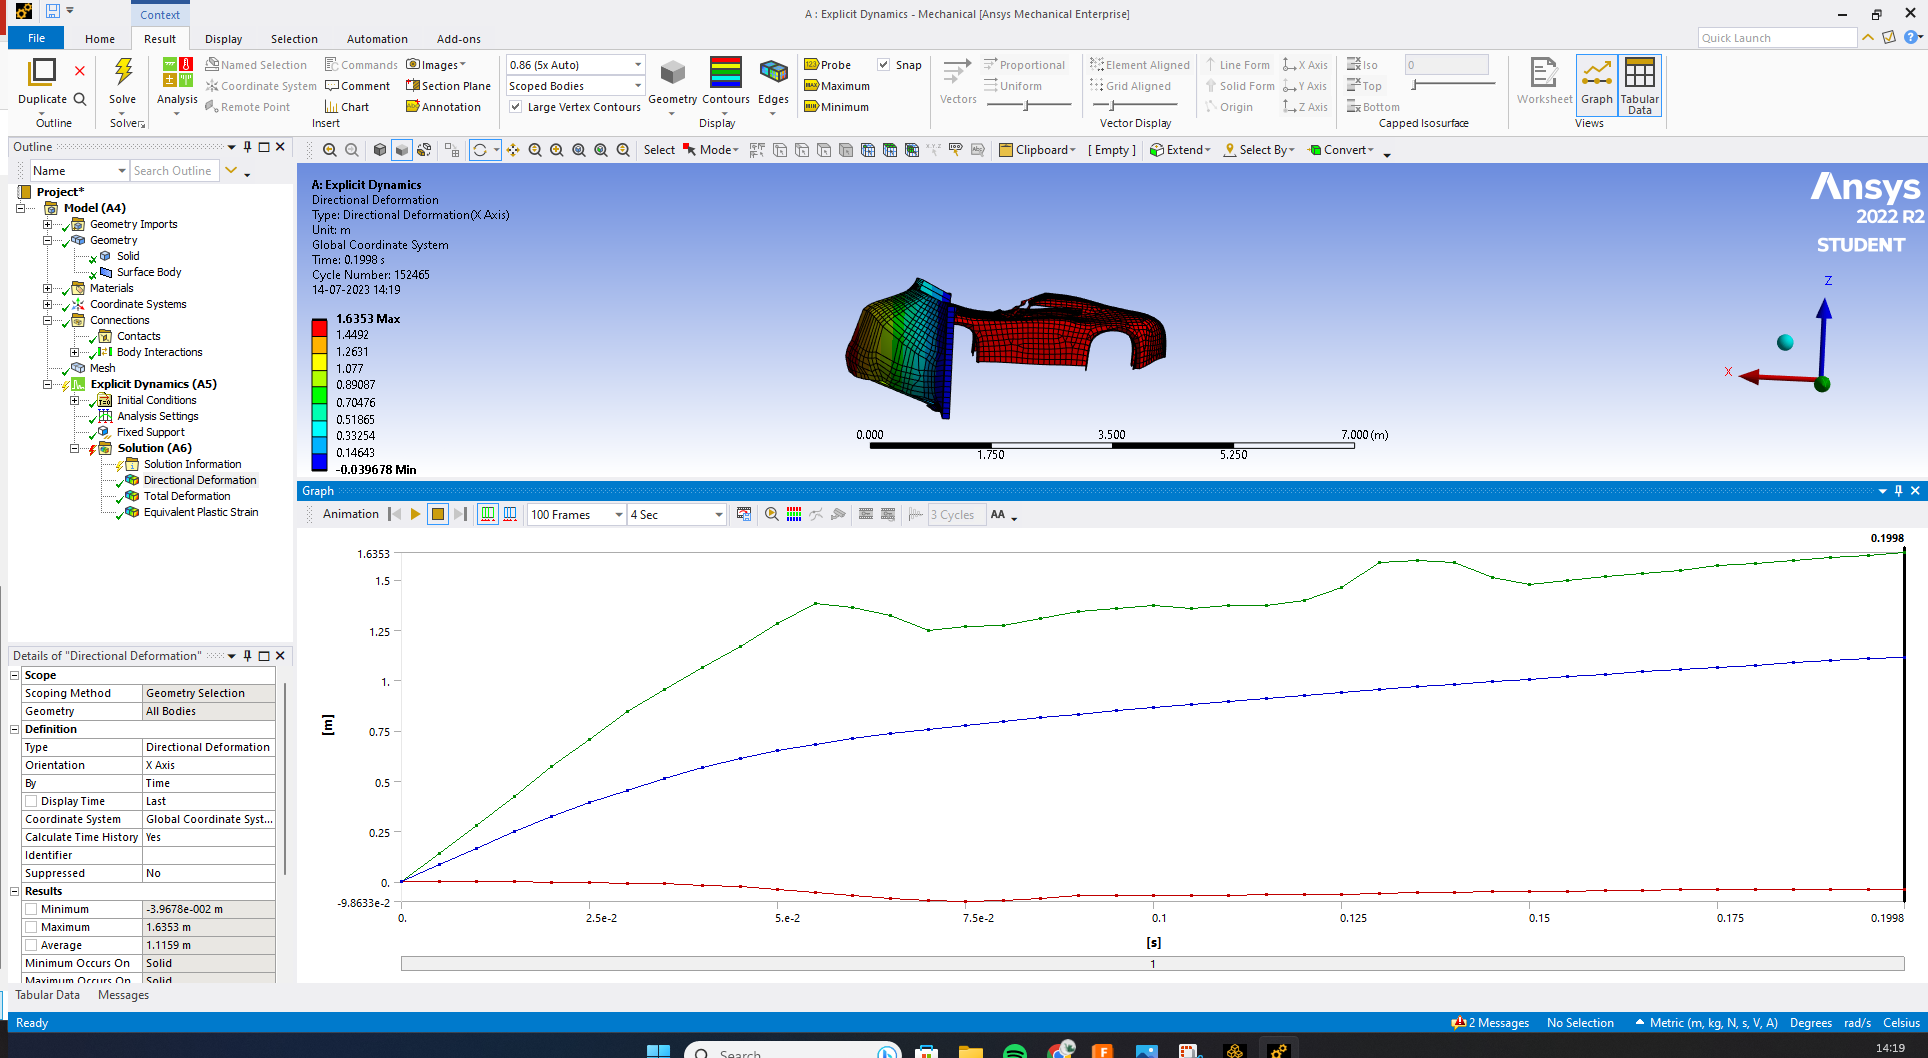 Context
A : Explicit Dynamics - Mechanical [Ansys Mechanical Enterprise]
File Home Result Display Selection Automation Add-ons
Quick Launch
Duplicate
Outline
Solve
Solver
Analysis
Named Selection
Coordinate System
Remote Point
Commands
Comment
Chart
Images
Section Plane
Annotation
Insert
0.86 (5x Auto)
Scoped Bodies
Large Vertex Contours
Geometry Contours Edges
Display
Probe
Maximum
Minimum
Snap
Vectors
Proportional
Uniform
Element Aligned
Grid Aligned
Line Form
Solid Form
Origin
X Axis
Y Axis
Z Axis
Vector Display
Iso
Top
Bottom
0
Capped Isosurface
Worksheet Graph Tabular Data
Views
Outline
Name Search Outline
Select Mode Clipboard [ Empty ] Extend Select By Convert
Project*
Model (A4)
Geometry Imports
Geometry
Solid
Surface Body
Materials
Coordinate Systems
Connections
Contacts
Body Interactions
Mesh
Explicit Dynamics (A5)
Initial Conditions
Analysis Settings
Fixed Support
Solution (A6)
Solution Information
Directional Deformation
Total Deformation
Equivalent Plastic Strain
A: Explicit Dynamics
Directional Deformation
Type: Directional Deformation(X Axis)
Unit: m
Global Coordinate System
Time: 0.1998 s
Cycle Number: 152465
14-07-2023 14:19
1.6353 Max
1.4492
1.2631
1.077
0.89087
0.70476
0.51865
0.33254
0.14643
-0.039678 Min
Ansys
2022 R2
STUDENT
Z
X
0.000 3.500 7.000 (m)
1.750 5.250
Graph
Animation 100 Frames 4 Sec 3 Cycles AA
0.1998
1.6353
1.5
1.25
1.
0.75
0.5
0.25
0.
-9.8633e-2
[m]
0. 2.5e-2 5.e-2 7.5e-2 0.1 0.125 0.15 0.175 0.1998
[s]
1
Details of "Directional Deformation"
Scope
Scoping Method Geometry Selection
Geometry All Bodies
Definition
Type Directional Deformation
Orientation X Axis
By Time
Display Time Last
Coordinate System Global Coordinate Syst...
Calculate Time History Yes
Identifier
Suppressed No
Results
Minimum -3.9678e-002 m
Maximum 1.6353 m
Average 1.1159 m
Minimum Occurs On Solid
Maximum Occurs On Solid
Tabular Data Messages
Ready
2 Messages No Selection Metric (m, kg, N, s, V, A) Degrees rad/s Celsius
Search
14:19